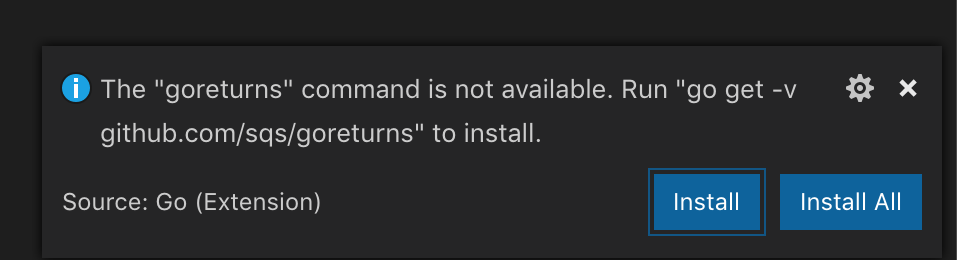 The "goreturns" command is not available. Run "go get -v
github.com/sqs/goreturns" to install.
Source: Go (Extension)
Install
Install All